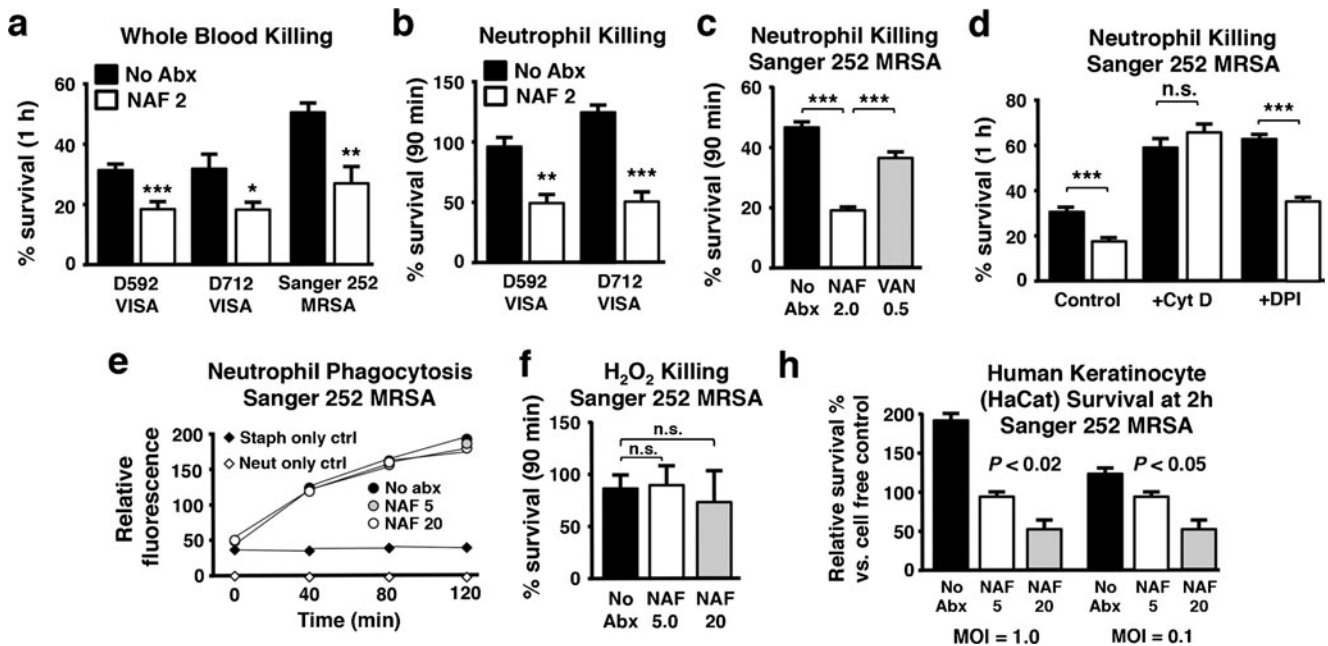 a
Whole Blood Killing
No Abx
NAF 2
% survival (1 h)
60
40
20
0
***
*
**
D592
VISA
D712
VISA
Sanger 252
MRSA
b
Neutrophil Killing
No Abx
NAF 2
% survival (90 min)
150
100
50
0
**
***
D592
VISA
D712
VISA
c
Neutrophil Killing
Sanger 252 MRSA
% survival (90 min)
60
40
20
0
***
***
No
Abx
NAF
2.0
VAN
0.5
d
Neutrophil Killing
Sanger 252 MRSA
% survival (1 h)
80
60
40
20
0
***
n.s.
***
Control
+Cyt D
+DPI
e
Neutrophil Phagocytosis
Sanger 252 MRSA
Relative
fluorescence
200
150
100
50
0
Staph only ctrl
Neut only ctrl
No abx
NAF 5
NAF 20
0
40
80
120
Time (min)
f
H₂O₂ Killing
Sanger 252 MRSA
% survival (90 min)
150
100
50
0
n.s.
n.s.
No
Abx
NAF
5.0
NAF
20
h
Human Keratinocyte
(HaCat) Survival at 2h
Sanger 252 MRSA
Relative survival %
vs. cell free control
200
150
100
50
0
P < 0.02
P < 0.05
No
Abx
NAF
5
NAF
20
No
Abx
NAF
5
NAF
20
MOI = 1.0
MOI = 0.1